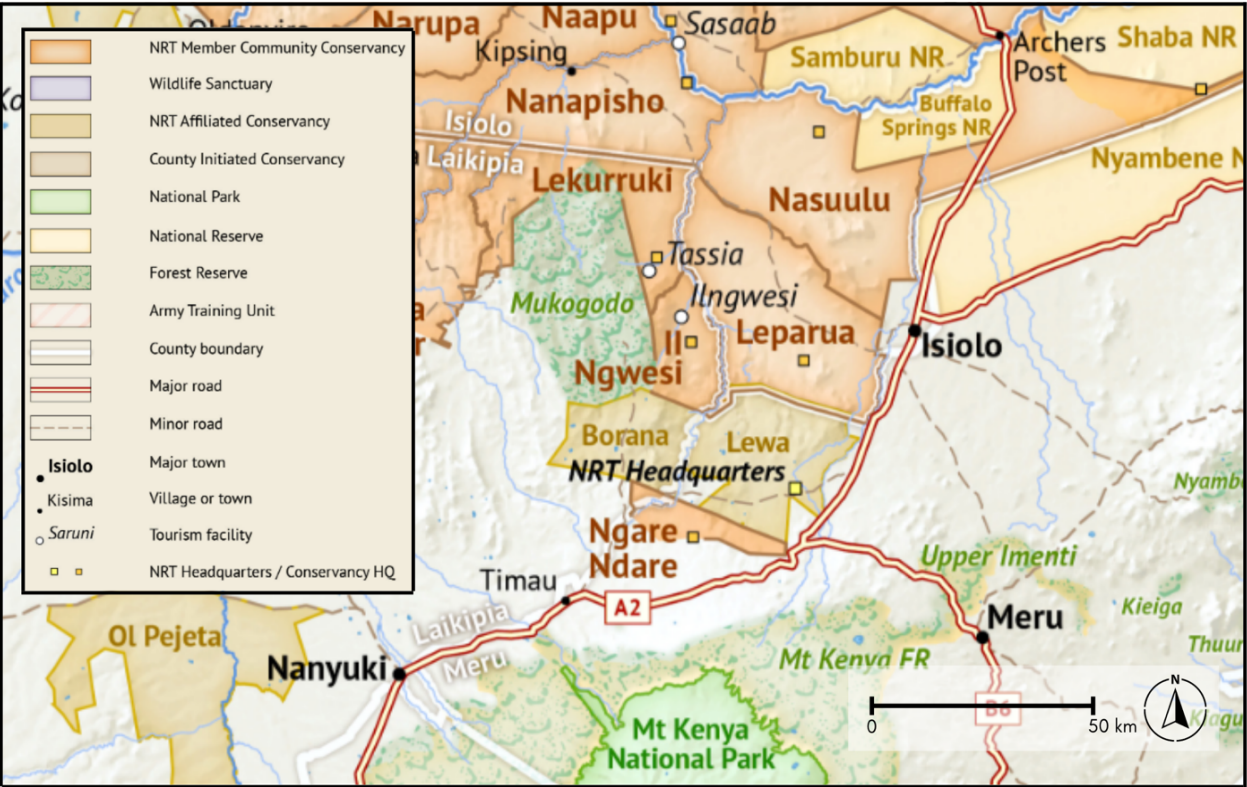 NRT Member Community Conservancy
Wildlife Sanctuary
NRT Affiliated Conservancy
County Initiated Conservancy
National Park
National Reserve
Forest Reserve
Army Training Unit
County boundary
Major road
Minor road
Isiolo
Major town
Kisima
Village or town
Saruni
Tourism facility
NRT Headquarters / Conservancy HQ
Narupa
Naapu
Sasaab
Kipsing
Samburu NR
Archers
Post
Shaba NR
Nanapisho
Buffalo
Springs NR
Isiolo
Laikipia
Nyambene N
Lekurruki
Nasuulu
Tassia
Ilngwesi
Mukogodo
Il
Ngwesi
Leparua
Isiolo
Borana
Lewa
NRT Headquarters
Nyamb
Ngare
Ndare
Timau
A2
Upper Imenti
Kieiga
Meru
Thuur
Ol Pejeta
Laikipia
Meru
Nanyuki
Mt Kenya FR
Mt Kenya
National Park
B6
0
50 km
N